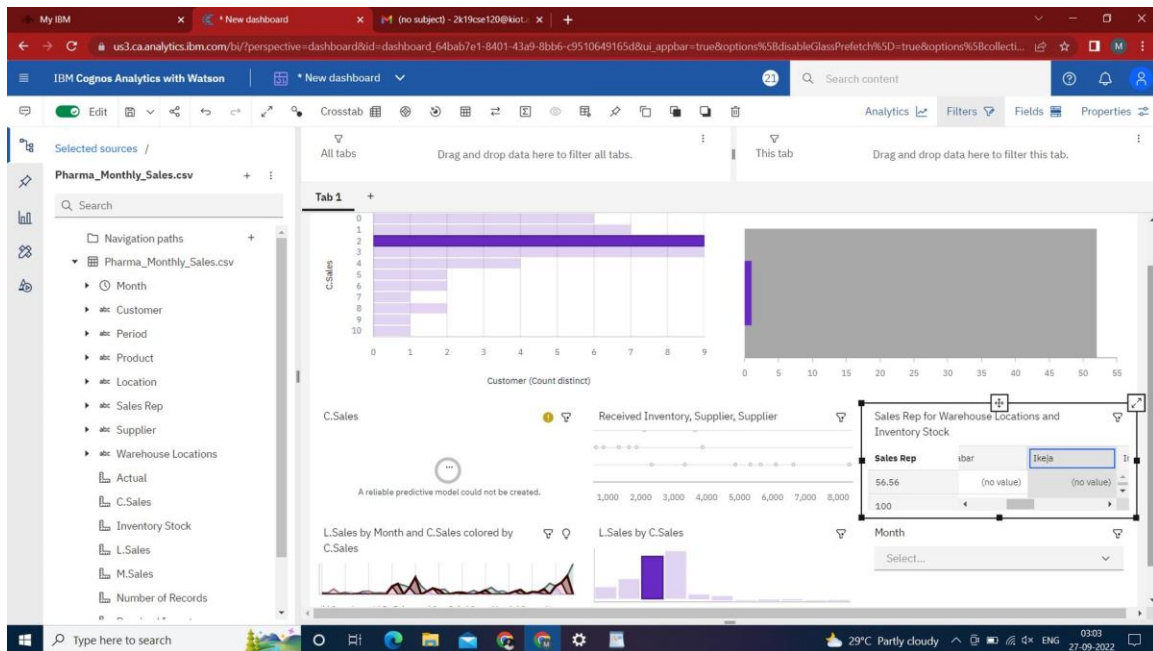 My IBM
* New dashboard
(no subject) - 2k19cse120@kiot.
us3.ca.analytics.ibm.com/bi/?perspective=dashboard&id=dashboard_64bab7e1-8401-43a9-8bb6-c9510649165d&ui_appbar=true&options%5BdisableGlassPrefetch%5D=true&options%5Bcollecti...
M
IBM Cognos Analytics with Watson
* New dashboard
21
Search content
Edit
Crosstab
Analytics
Filters
Fields
Properties
Selected sources /
All tabs
Drag and drop data here to filter all tabs.
This tab
Drag and drop data here to filter this tab.
Pharma_Monthly_Sales.csv
Search
Tab 1
Navigation paths
Pharma_Monthly_Sales.csv
Month
abc Customer
abc Period
abc Product
abc Location
abc Sales Rep
abc Supplier
abc Warehouse Locations
Actual
C.Sales
Inventory Stock
L.Sales
M.Sales
Number of Records
C.Sales
0
1
2
3
4
5
6
7
8
9
10
0 1 2 3 4 5 6 7 8 9
Customer (Count distinct)
0 5 10 15 20 25 30 35 40 45 50 55
C.Sales
A reliable predictive model could not be created.
Received Inventory, Supplier, Supplier
1,000 2,000 3,000 4,000 5,000 6,000 7,000 8,000
Sales Rep for Warehouse Locations and
Inventory Stock
Sales Rep
Ikeja
56.56 (no value) (no value)
100
L.Sales by Month and C.Sales colored by
C.Sales
L.Sales by C.Sales
Month
Select...
Type here to search
29°C Partly cloudy
ENG
03:03
27-09-2022